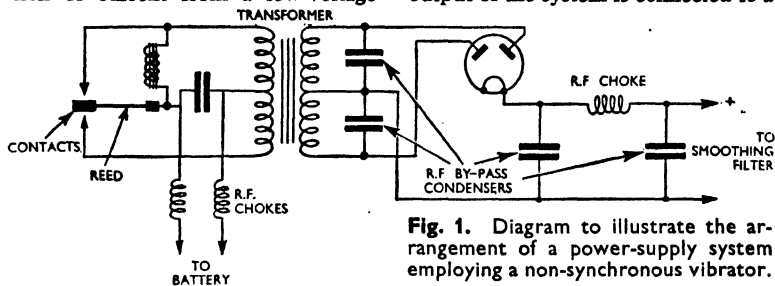 TRANSFORMER
R.F CHOKE
+
CONTACTS
REED
R.F. BY-PASS
CONDENSERS
TO
SMOOTHING
FILTER
R.F.
CHOKES
TO
BATTERY
Fig. 1. Diagram to illustrate the ar-
rangement of a power-supply system
employing a non-synchronous vibrator.